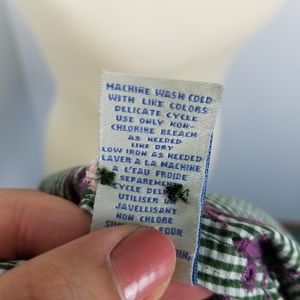 MACHINE WASH COLD
WITH LIKE COLORS
DELICATE CYCLE
USE ONLY NON-
CHLORINE BLEACH
AS NEEDED
LINE DRY
LOW IRON AS NEEDED
LAVER A LA MACHINE
A L'EAU FROIDE
SEPAREMENT
CYCLE
UTILISER UN
JAVELLISANT
NON CHLORE
FOUR